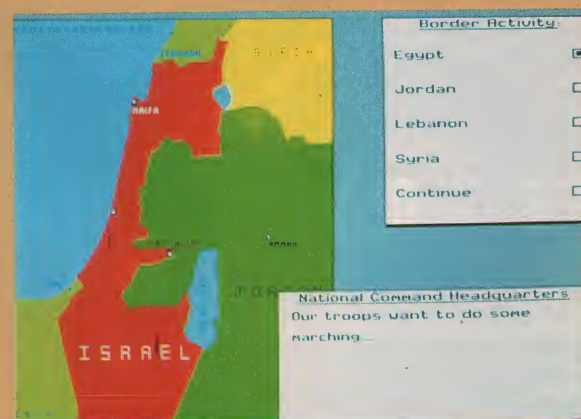 LEBANON
SYRIA
HAIFA
ISRAEL
JORDAN
Border Activity:
Egypt
Jordan
Lebanon
Syria
Continue
National Command Headquarters
Our troops want to do some
marching